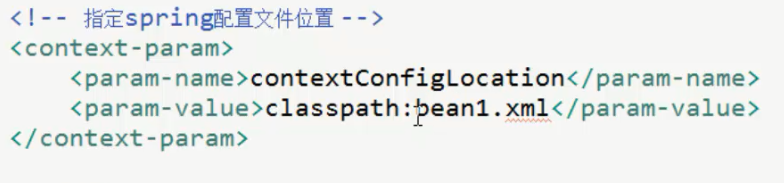 <!-- 指定spring配置文件位置 -->
<context-param>
    <param-name>contextConfigLocation</param-name>
    <param-value>classpath:bean1.xml</param-value>
</context-param>